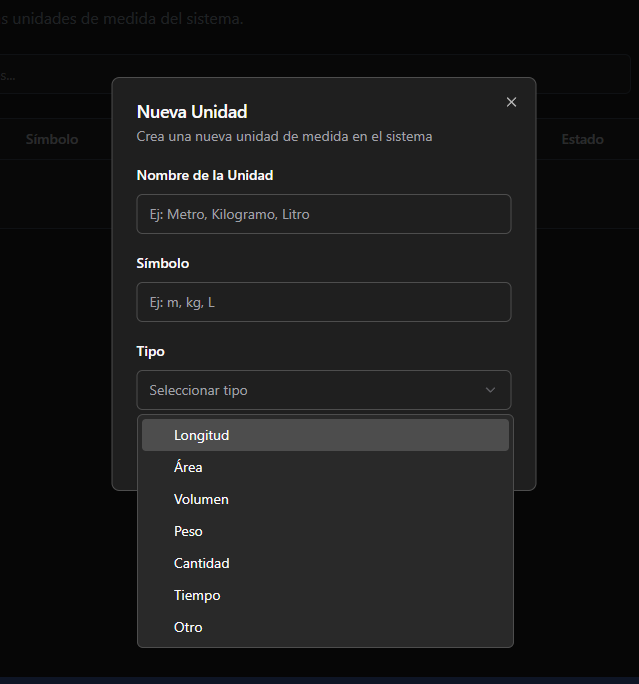 s unidades de medida del sistema.
s...
Símbolo
Estado
Nueva Unidad
Crea una nueva unidad de medida en el sistema
Nombre de la Unidad
Ej: Metro, Kilogramo, Litro
Símbolo
Ej: m, kg, L
Tipo
Seleccionar tipo
Longitud
Área
Volumen
Peso
Cantidad
Tiempo
Otro